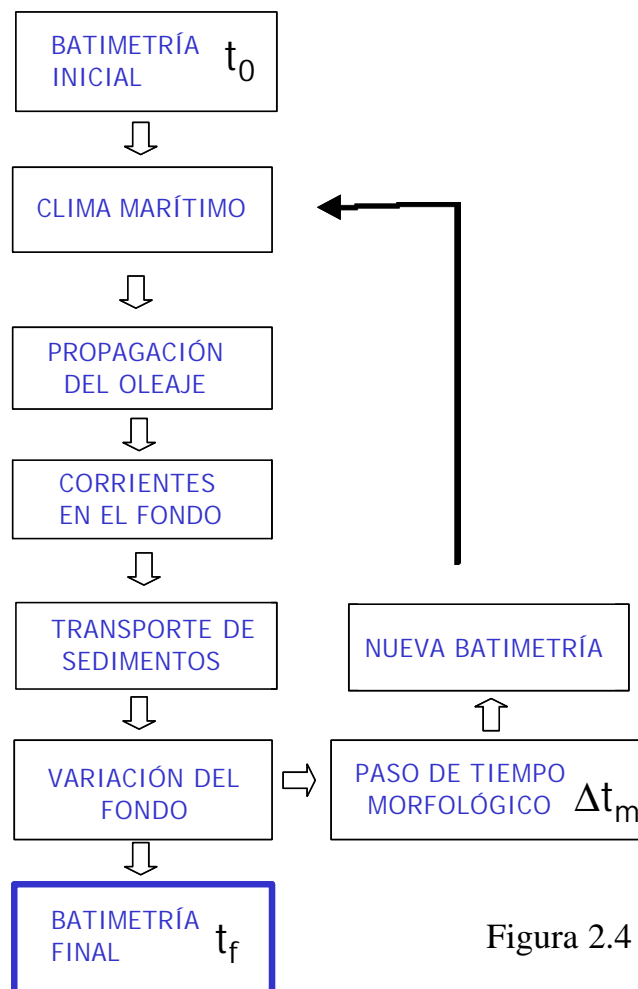 BATIMETRÍA t0
INICIAL
CLIMA MARÍTIMO
PROPAGACIÓN
DEL OLEAJE
CORRIENTES
EN EL FONDO
TRANSPORTE DE
SEDIMENTOS
NUEVA BATIMETRÍA
VARIACIÓN DEL
FONDO
PASO DE TIEMPO
MORFOLÓGICO Δtm
BATIMETRÍA
FINAL tf
Figura 2.4